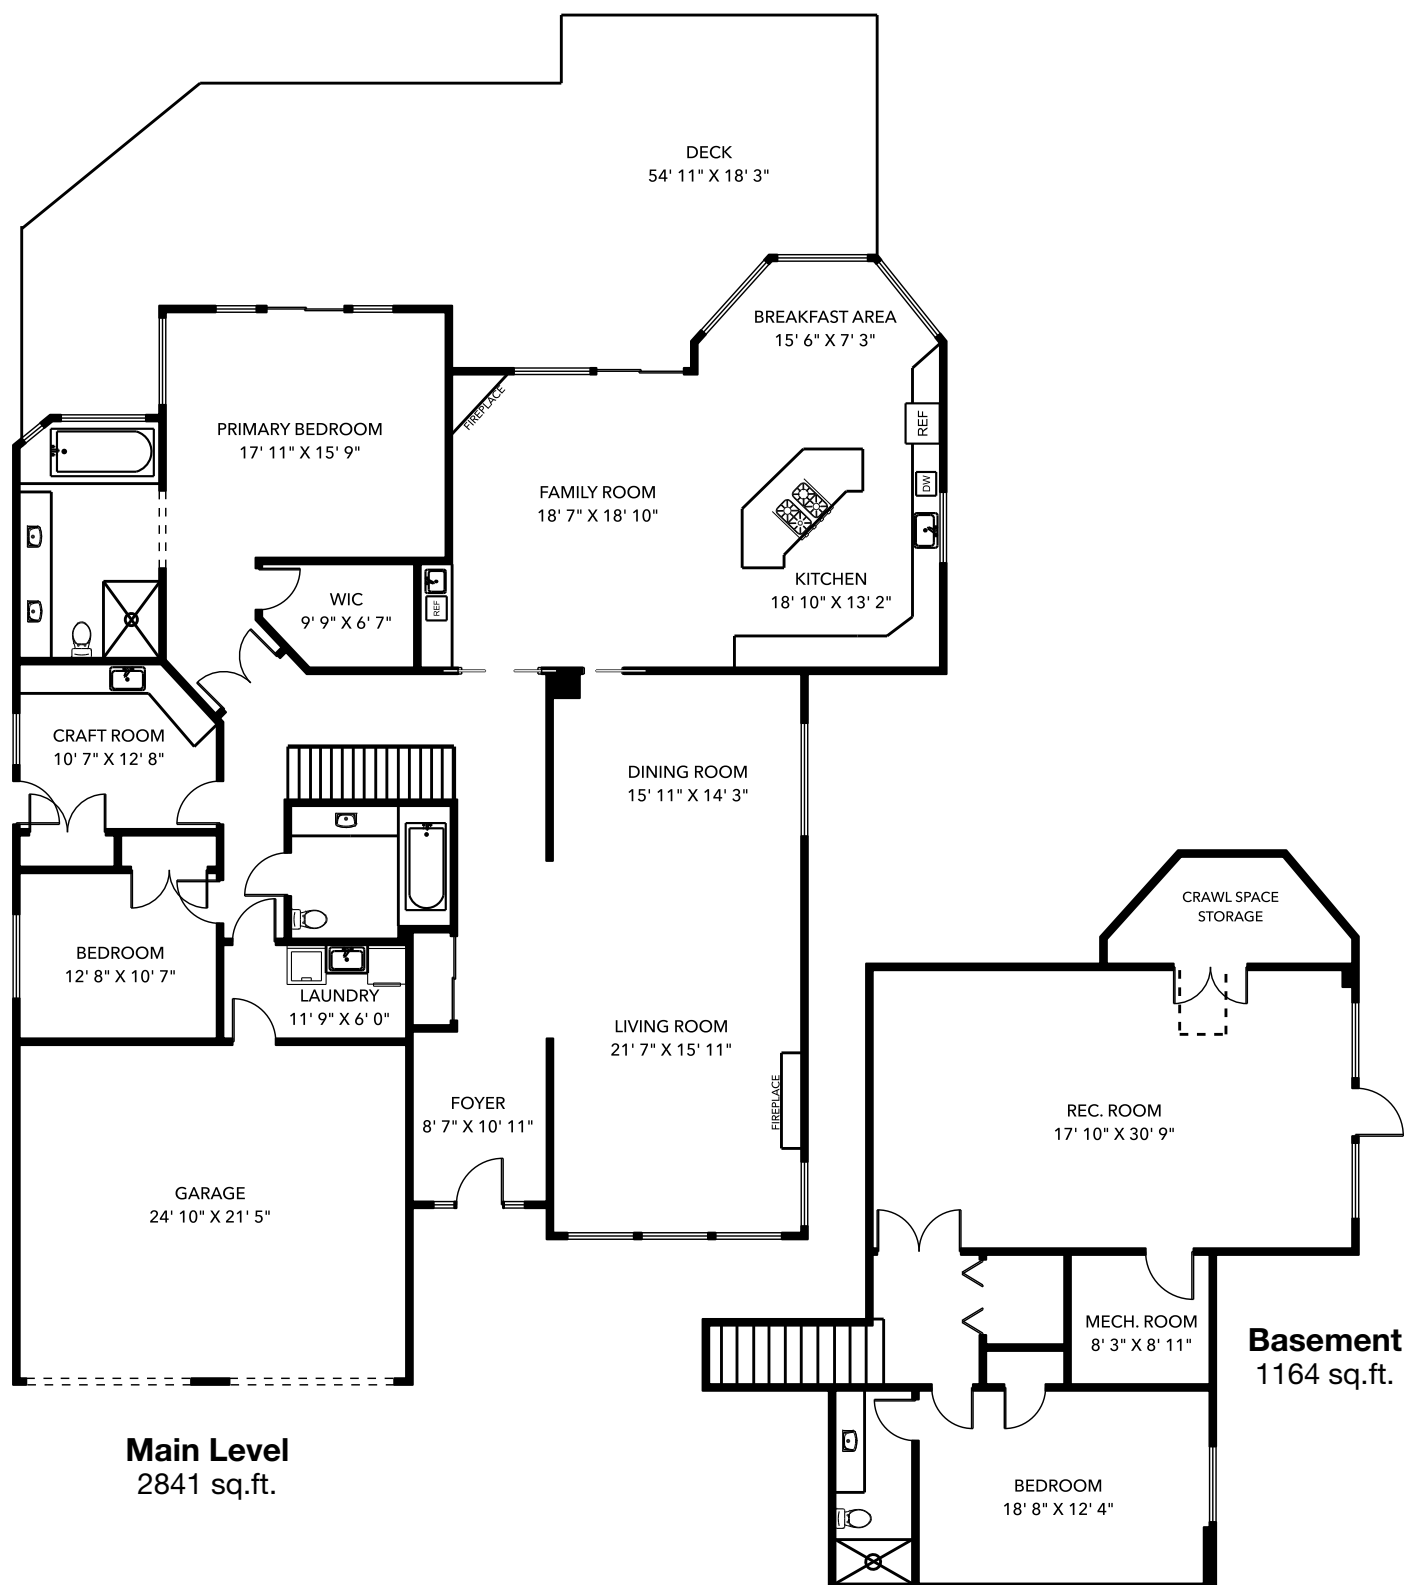 DECK
54' 11" X 18' 3"
BREAKFAST AREA
15' 6" X 7' 3"
FIREPLACE
REF
PRIMARY BEDROOM
17' 11" X 15' 9"
DW
FAMILY ROOM
18' 7" X 18' 10"
KITCHEN
18' 10" X 13' 2"
WIC
9' 9" X 6' 7"
REF
CRAFT ROOM
10' 7" X 12' 8"
DINING ROOM
15' 11" X 14' 3"
BEDROOM
12' 8" X 10' 7"
LAUNDRY
11' 9" X 6' 0"
LIVING ROOM
21' 7" X 15' 11"
FIREPLACE
FOYER
8' 7" X 10' 11"
GARAGE
24' 10" X 21' 5"
Main Level
2841 sq.ft.
CRAWL SPACE
STORAGE
REC. ROOM
17' 10" X 30' 9"
MECH. ROOM
8' 3" X 8' 11"
Basement
1164 sq.ft.
BEDROOM
18' 8" X 12' 4"